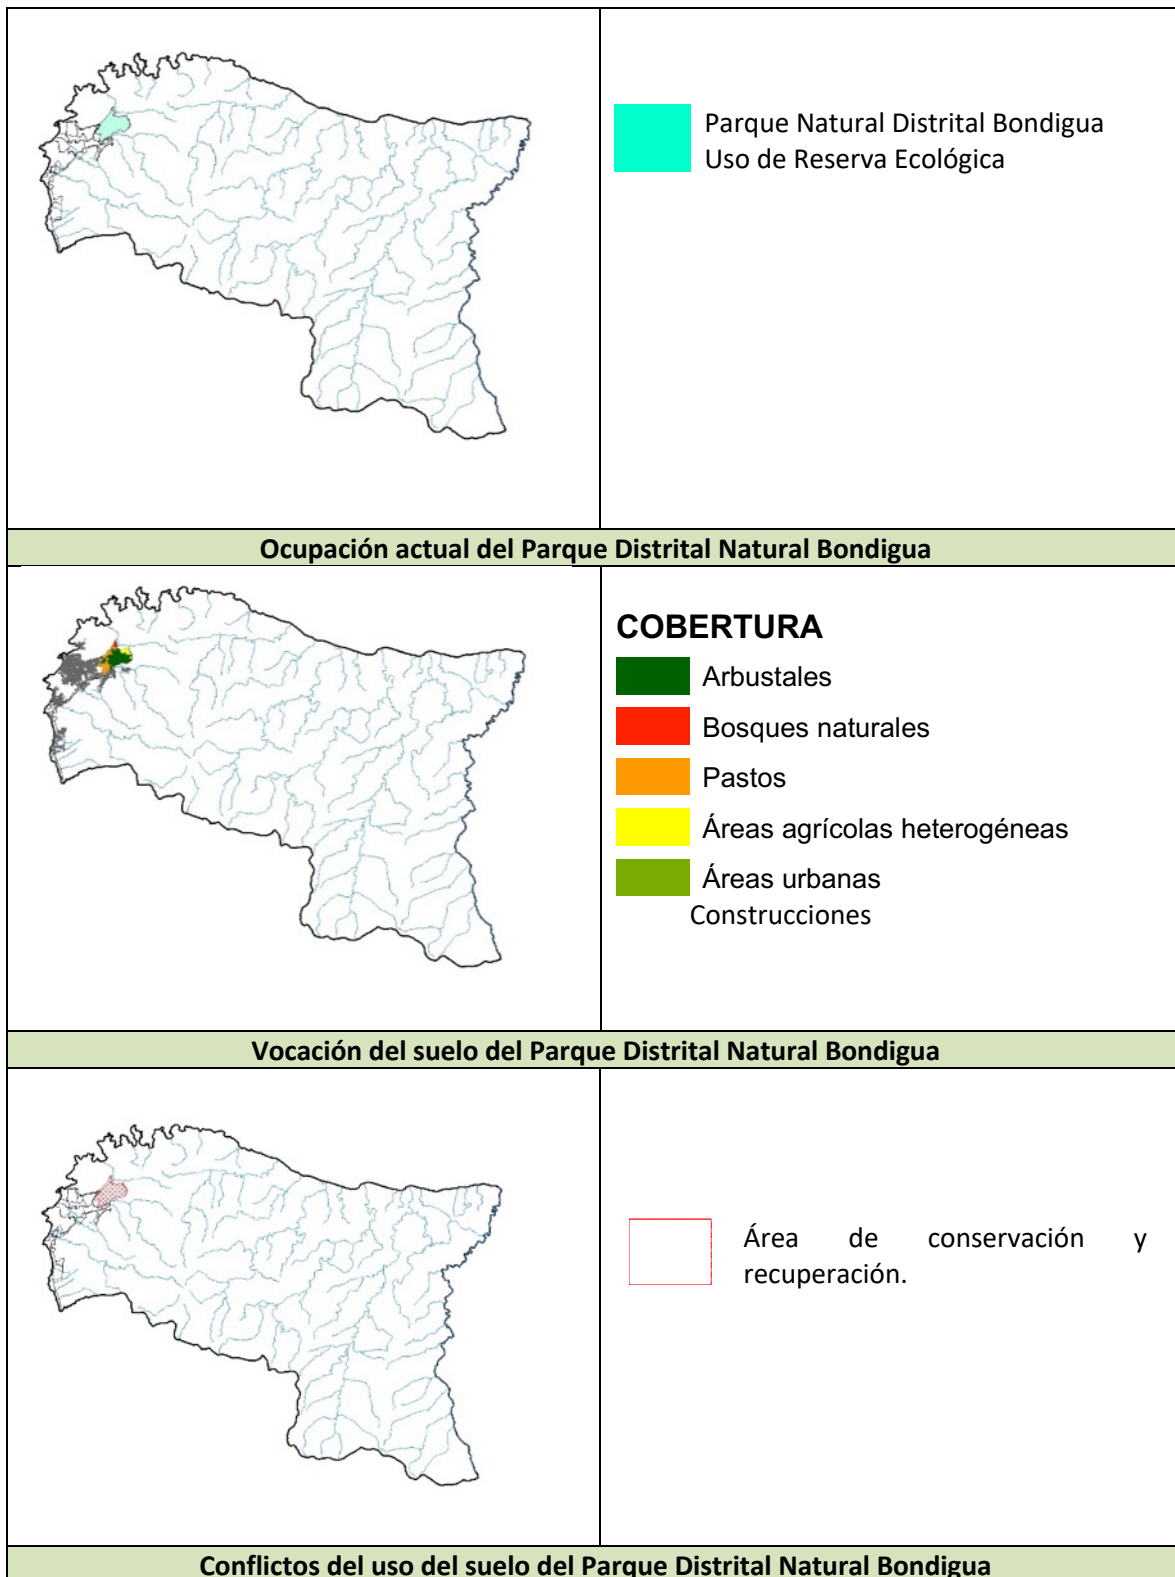 Parque Natural Distrital Bondigua
Uso de Reserva Ecológica
Ocupación actual del Parque Distrital Natural Bondigua
COBERTURA
Arbustales
Bosques naturales
Pastos
Áreas agrícolas heterogéneas
Áreas urbanas
Construcciones
Vocación del suelo del Parque Distrital Natural Bondigua
Área de conservación y
recuperación.
Conflictos del uso del suelo del Parque Distrital Natural Bondigua